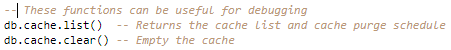 -- These functions can be useful for debugging
db.cache.list()  -- Returns the cache list and cache purge schedule
db.cache.clear() -- Empty the cache